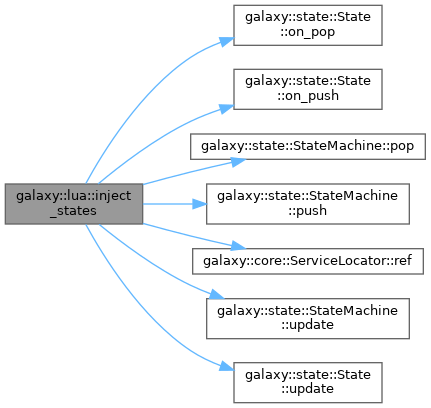 galaxy::lua::inject
_states
galaxy::state::State
::on_pop
galaxy::state::State
::on_push
galaxy::state::StateMachine::pop
galaxy::state::StateMachine
::push
galaxy::core::ServiceLocator::ref
galaxy::state::StateMachine
::update
galaxy::state::State
::update